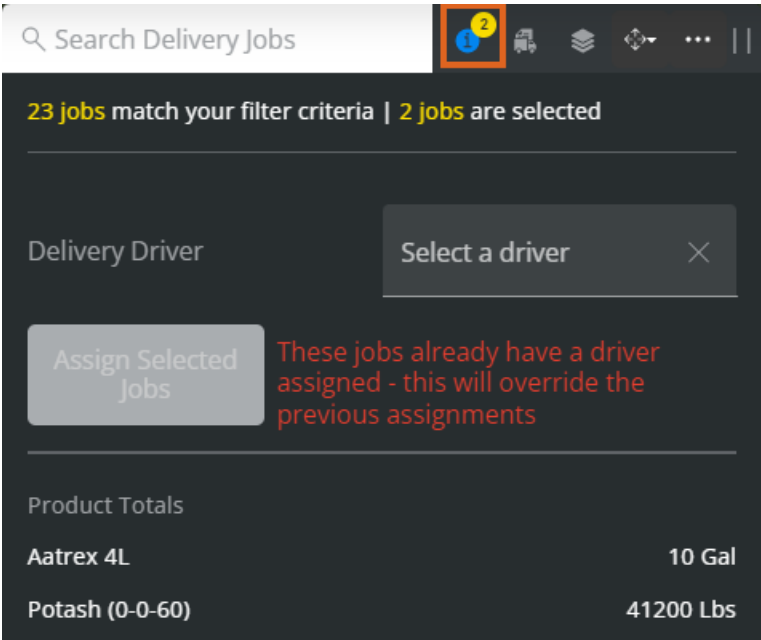 Search Delivery Jobs
2
23 jobs match your filter criteria | 2 jobs are selected
Delivery Driver
Select a driver
Assign Selected
Jobs
These jobs already have a driver
assigned - this will override the
previous assignments
Product Totals
Aatrex 4L 10 Gal
Potash (0-0-60) 41200 Lbs